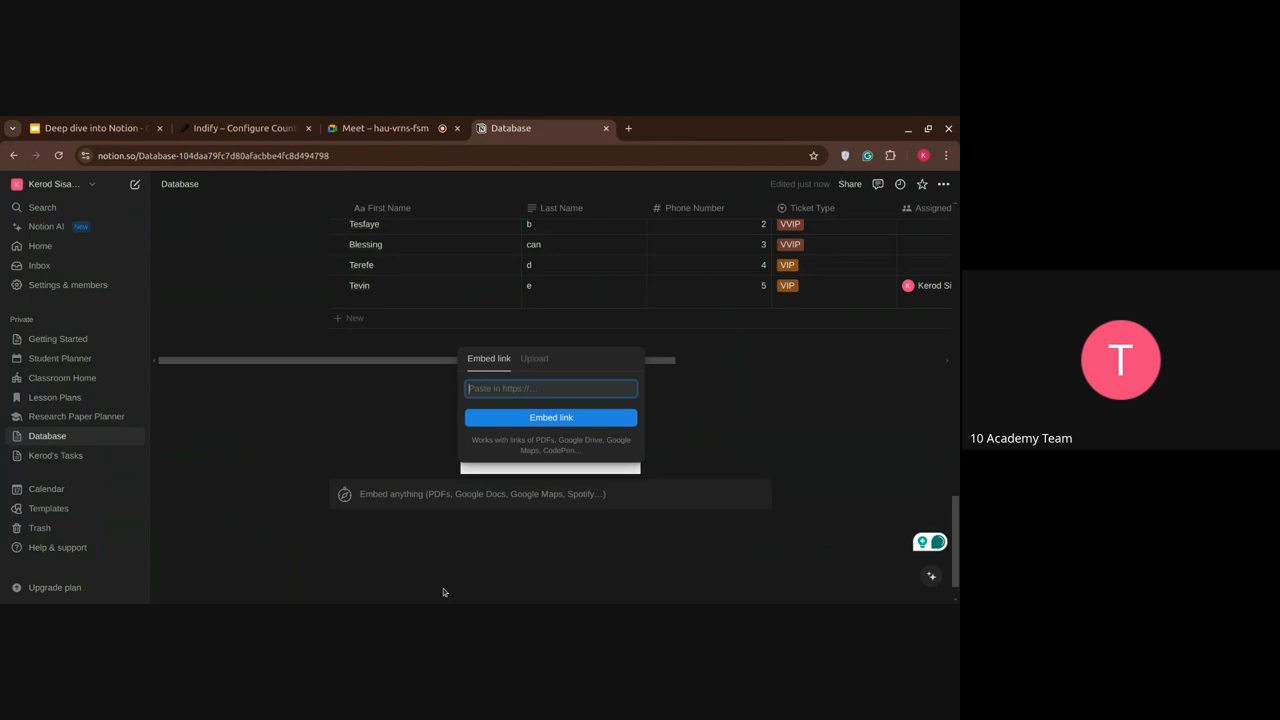 Deep dive into Notion - G
Indify – Configure Count
Meet – hau-vrns-fsm
Database
notion.so/Database-104daa79fc7d80afacbbe4fc8d494798
K
K
Kerod Sisa...
Database
Edited just now
Share
Search
Notion AI New
Home
Inbox
Settings & members
Private
Getting Started
Student Planner
Classroom Home
Lesson Plans
Research Paper Planner
Database
Kerod's Tasks
Calendar
Templates
Trash
Help & support
Upgrade plan
Aa First Name Last Name # Phone Number Ticket Type Assigned
Tesfaye b 2 VVIP
Blessing can 3 VVIP
Terefe d 4 VIP
Tevin e 5 VIP K Kerod Si
+ New
Embed link Upload
Paste in https://...
Embed link
Works with links of PDFs, Google Drive, Google
Maps, CodePen...
Embed anything (PDFs, Google Docs, Google Maps, Spotify...)
T
10 Academy Team